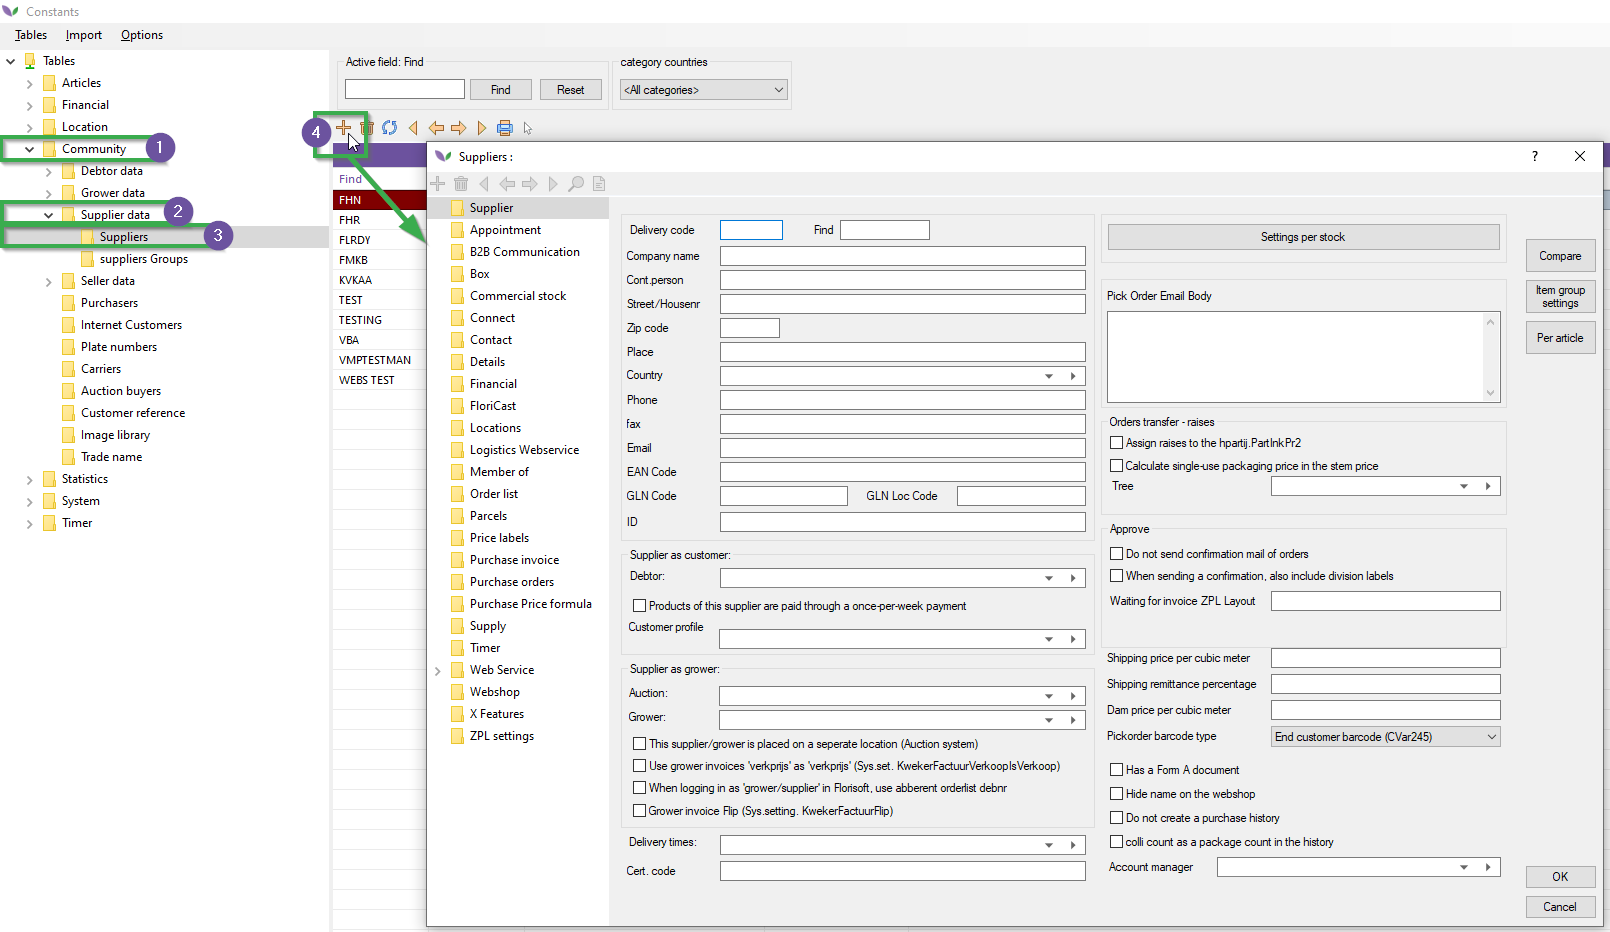 Constants
Tables Import Options
Tables
Articles
Financial
Location
Community 1
Debtor data
Grower data
Supplier data 2
Suppliers 3
suppliers Groups
Seller data
Purchasers
Internet Customers
Plate numbers
Carriers
Auction buyers
Customer reference
Image library
Trade name
Statistics
System
Timer
Active field: Find
Find Reset
category countries
<All categories>
4
Find
FHN
FHR
FLRDY
FMKB
KVKAA
TEST
TESTING
VBA
VMPTESTMAN
WEBS TEST
Suppliers :
?
Supplier
Appointment
B2B Communication
Box
Commercial stock
Connect
Contact
Details
Financial
FloriCast
Locations
Logistics Webservice
Member of
Order list
Parcels
Price labels
Purchase invoice
Purchase orders
Purchase Price formula
Supply
Timer
Web Service
Webshop
X Features
ZPL settings
Delivery code Find
Company name
Cont.person
Street/Housenr
Zip code
Place
Country
Phone
fax
Email
EAN Code
GLN Code GLN Loc Code
ID
Supplier as customer:
Debtor:
Products of this supplier are paid through a once-per-week payment
Customer profile
Supplier as grower:
Auction:
Grower:
This supplier/grower is placed on a seperate location (Auction system)
Use grower invoices 'verkprijs' as 'verkprijs' (Sys.set. KwekerFactuurVerkoopIsVerkoop)
When logging in as 'grower/supplier' in Florisoft, use abberent orderlist debnr
Grower invoice Flip (Sys.setting. KwekerFactuurFlip)
Delivery times:
Cert. code
Settings per stock
Pick Order Email Body
Orders transfer - raises
Assign raises to the hpartij.PartInkPr2
Calculate single-use packaging price in the stem price
Tree
Approve
Do not send confirmation mail of orders
When sending a confirmation, also include division labels
Waiting for invoice ZPL Layout
Shipping price per cubic meter
Shipping remittance percentage
Dam price per cubic meter
Pickorder barcode type End customer barcode (CVar245)
Has a Form A document
Hide name on the webshop
Do not create a purchase history
colli count as a package count in the history
Account manager
Compare
Item group
settings
Per article
OK
Cancel